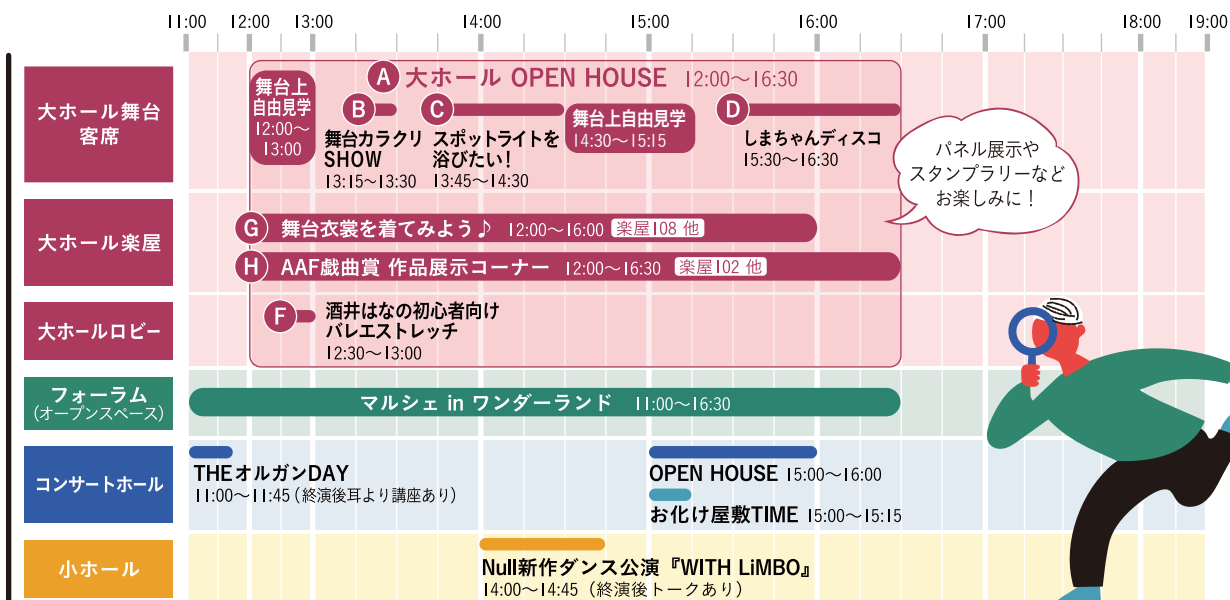 11:00 12:00 13:00 14:00 15:00 16:00 17:00 18:00 19:00
大ホール舞台
客席
A 大ホール OPEN HOUSE 12:00〜16:30
舞台上
自由見学
12:00〜
13:00
B
舞台カラクリ
SHOW
13:15〜13:30
C
スポットライトを
浴びたい!
13:45〜14:30
舞台上自由見学
14:30〜15:15
D
しまちゃんディスコ
15:30〜16:30
パネル展示や
スタンプラリーなど
お楽しみに!
大ホール楽屋
G 舞台衣裳を着てみよう♪ 12:00〜16:00 楽屋108 他
H AAF戯曲賞 作品展示コーナー 12:00〜16:30 楽屋102 他
大ホールロビー
F 酒井はなの初心者向け
バレエストレッチ
12:30〜13:00
フォーラム
(オープンスペース)
マルシェ in ワンダーランド 11:00〜16:30
コンサートホール
THEオルガンDAY
11:00〜11:45(終演後耳より講座あり)
OPEN HOUSE 15:00〜16:00
お化け屋敷TIME 15:00〜15:15
小ホール
Null新作ダンス公演『WITH LiMBO』
14:00〜14:45(終演後トークあり)